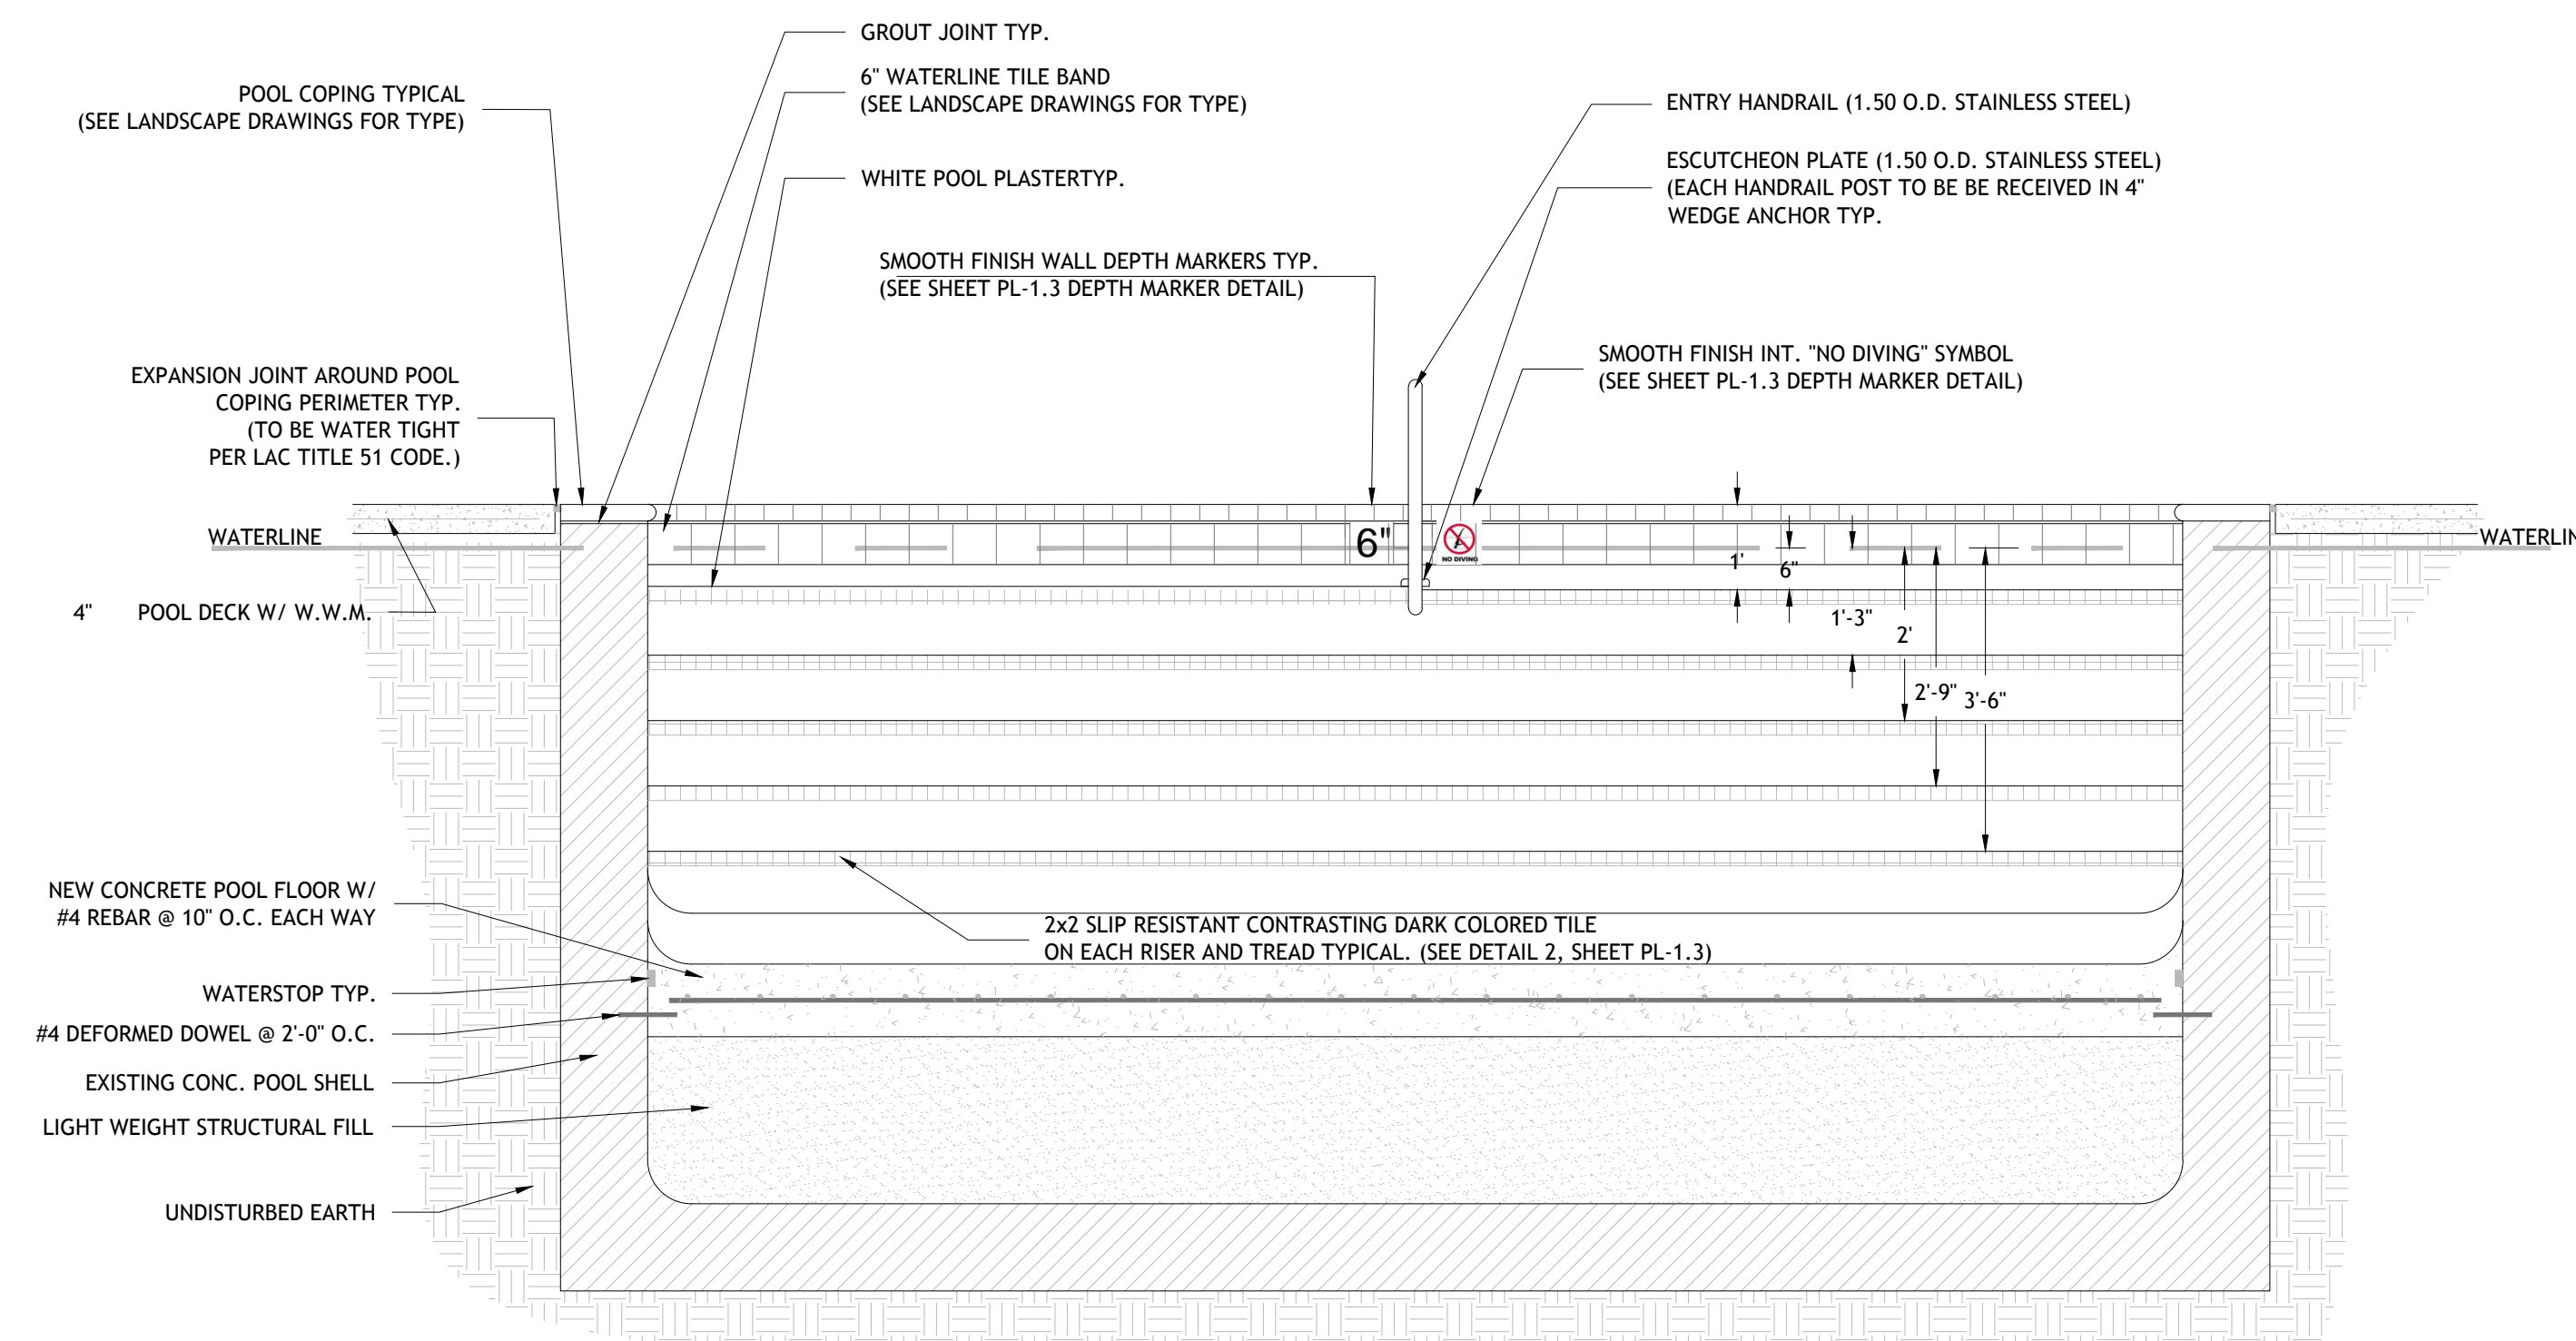 GROUT JOINT TYP.
6" WATERLINE TILE BAND
(SEE LANDSCAPE DRAWINGS FOR TYPE)
POOL COPING TYPICAL
(SEE LANDSCAPE DRAWINGS FOR TYPE)
WHITE POOL PLASTERTYP.
ENTRY HANDRAIL (1.50 O.D. STAINLESS STEEL)
ESCUTCHEON PLATE (1.50 O.D. STAINLESS STEEL)
(EACH HANDRAIL POST TO BE BE RECEIVED IN 4"
WEDGE ANCHOR TYP.
SMOOTH FINISH WALL DEPTH MARKERS TYP.
(SEE SHEET PL-1.3 DEPTH MARKER DETAIL)
SMOOTH FINISH INT. "NO DIVING" SYMBOL
(SEE SHEET PL-1.3 DEPTH MARKER DETAIL)
EXPANSION JOINT AROUND POOL
COPING PERIMETER TYP.
(TO BE WATER TIGHT
PER LAC TITLE 51 CODE.)
WATERLINE
6"
NO DIVING
WATERLIN
1'
6"
4" POOL DECK W/ W.W.M.
1'-3"
2'
2'-9"
3'-6"
NEW CONCRETE POOL FLOOR W/
#4 REBAR @ 10" O.C. EACH WAY
2x2 SLIP RESISTANT CONTRASTING DARK COLORED TILE
ON EACH RISER AND TREAD TYPICAL. (SEE DETAIL 2, SHEET PL-1.3)
WATERSTOP TYP.
#4 DEFORMED DOWEL @ 2'-0" O.C.
EXISTING CONC. POOL SHELL
LIGHT WEIGHT STRUCTURAL FILL
UNDISTURBED EARTH